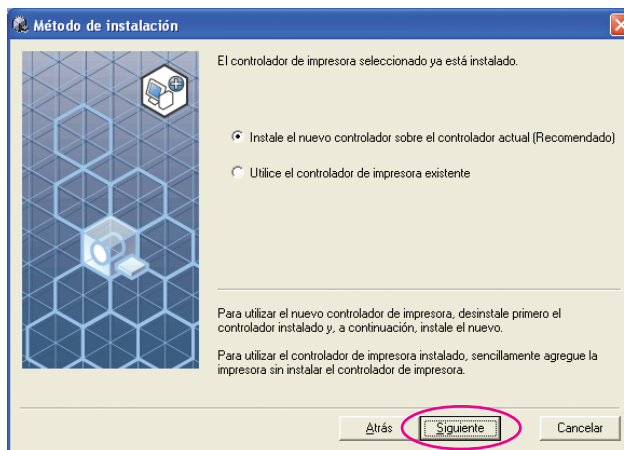 Método de instalación
El controlador de impresora seleccionado ya está instalado.
Instale el nuevo controlador sobre el controlador actual (Recomendado)
Utilice el controlador de impresora existente
Para utilizar el nuevo controlador de impresora, desinstale primero el
controlador instalado y, a continuación, instale el nuevo.
Para utilizar el controlador de impresora instalado, sencillamente agregue la
impresora sin instalar el controlador de impresora.
Atrás Siguiente Cancelar